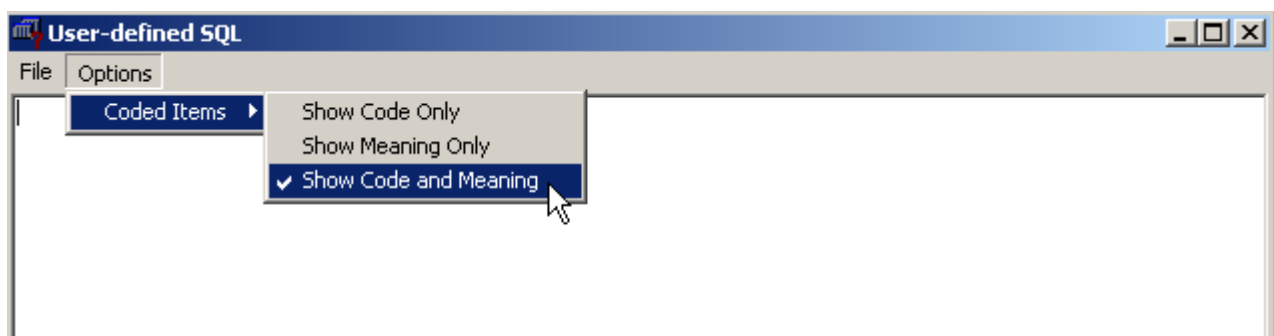 User-defined SQL
File Options
Coded Items Show Code Only
Show Meaning Only
Show Code and Meaning